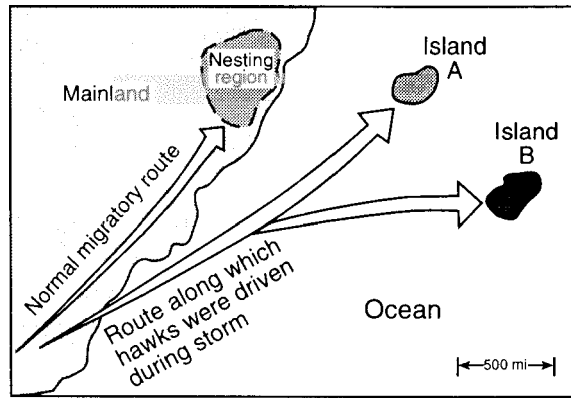 Nesting
region
Mainland
Island
A
Island
B
Normal migratory route
Route along which
hawks were driven
during storm
Ocean
500 mi